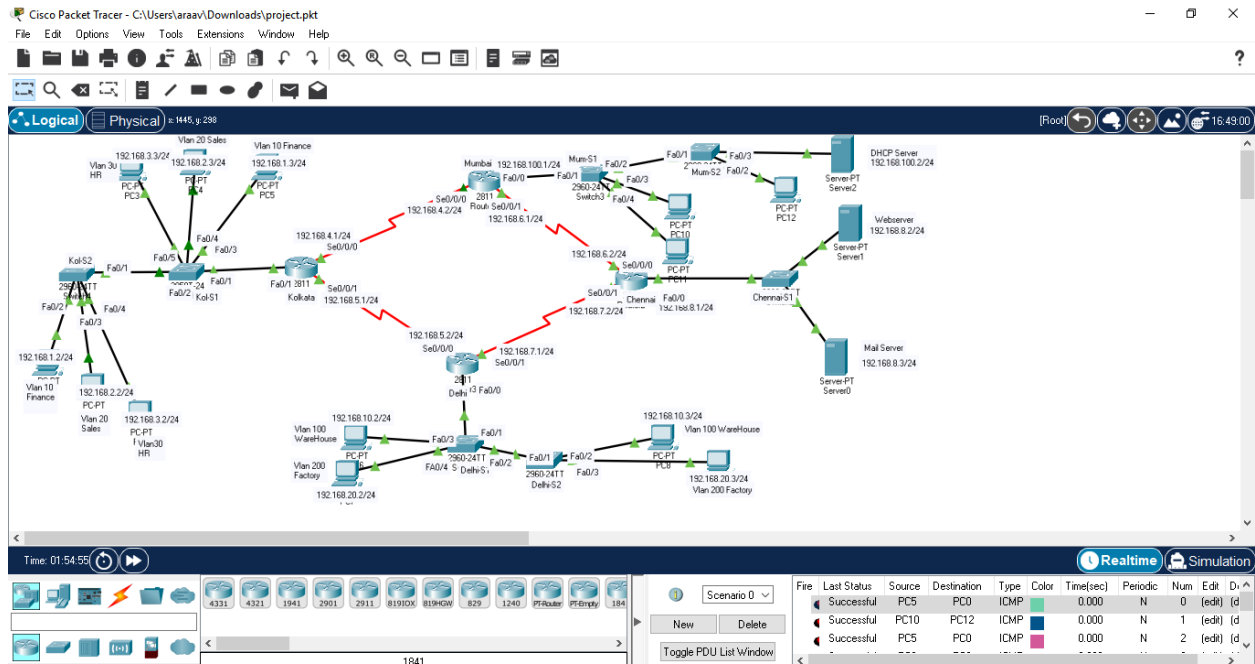 Cisco Packet Tracer - C:\Users\araav\Downloads\project.pkt
File Edit Options View Tools Extensions Window Help
?
Logical Physical x: 1445, y: 298 [Root] 16:49:00
Vlan 20 Sales
Vlan 10 Finance
192.168.3.3/24
192.168.2.3/24
192.168.1.3/24
Vlan 30
HR
PC-PT
PC3
PC-PT
PC4
PC-PT
PC5
Fa0/4
Fa0/3
Fa0/5
Kol-S2
Fa0/1
2960-24TT
Fa0/2
Kol-S1
Fa0/1
Fa0/2
Fa0/4
Fa0/3
192.168.1.2/24
PC-PT
Vlan 10
Finance
192.168.2.2/24
PC-PT
Vlan 20
Sales
192.168.3.2/24
PC-PT
Vlan30
HR
192.168.4.1/24
Se0/0/0
Fa0/1
2811
Kolkata
Se0/0/1
192.168.5.1/24
Mumbai
192.168.100.1/24
Fa0/0
2811
Se0/0/0
192.168.4.2/24
Se0/0/1
192.168.6.1/24
Mum-S1
Fa0/1
Fa0/2
Fa0/3
2960-24TT
Switch3
Fa0/4
PC-PT
PC10
PC-PT
PC11
Fa0/1
Fa0/3
Mum-S2
Fa0/2
PC-PT
PC12
DHCP Server
192.168.100.2/24
Server-PT
Server2
Webserver
192.168.8.2/24
Server-PT
Server1
192.168.6.2/24
Se0/0/0
Se0/0/1
Chennai
Fa0/0
192.168.8.1/24
192.168.7.2/24
Chennai-S1
Mail Server
192.168.8.3/24
Server-PT
Server0
192.168.5.2/24
Se0/0/0
192.168.7.1/24
Se0/0/1
2811
Delhi
Fa0/0
192.168.10.2/24
Vlan 100
WareHouse
PC-PT
Fa0/3
Fa0/1
Vlan 200
Factory
FA0/4
2960-24TT
Delhi-S1
Fa0/2
192.168.20.2/24
Fa0/1
Fa0/2
2960-24TT
Fa0/3
Delhi-S2
192.168.10.3/24
Vlan 100 WareHouse
PC-PT
PC8
192.168.20.3/24
Vlan 200 Factory
Time: 01:54:55 Realtime Simulation
4331 4321 1941 2901 2911 819IOX 819HGW 829 1240 PT-Router PT-Empty 184
1841
Scenario 0
New Delete
Toggle PDU List Window
Fire Last Status Source Destination Type Color Time(sec) Periodic Num Edit
Successful PC5 PC0 ICMP 0.000 N 0 (edit) (d
Successful PC10 PC12 ICMP 0.000 N 1 (edit) (d
Successful PC5 PC0 ICMP 0.000 N 2 (edit) (d